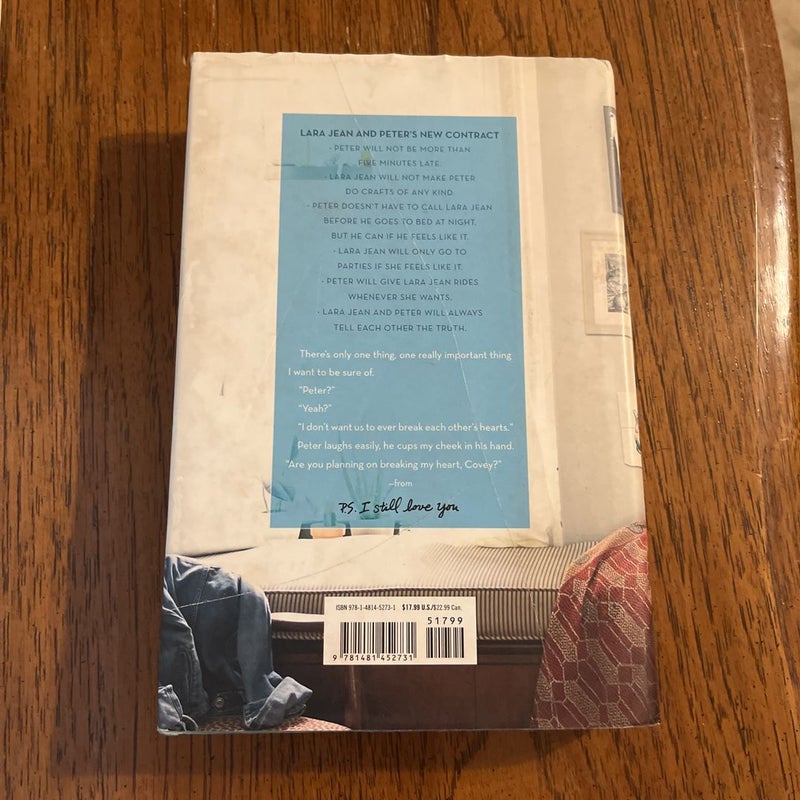 LARA JEAN AND PETER'S NEW CONTRACT
• PETER WILL NOT BE MORE THAN
FIVE MINUTES LATE.
• LARA JEAN WILL NOT MAKE PETER
DO CRAFTS OF ANY KIND.
• PETER DOESN'T HAVE TO CALL LARA JEAN
BEFORE HE GOES TO BED AT NIGHT,
BUT HE CAN IF HE FEELS LIKE IT.
• LARA JEAN WILL ONLY GO TO
PARTIES IF SHE FEELS LIKE IT.
• PETER WILL GIVE LARA JEAN RIDES
WHENEVER SHE WANTS.
• LARA JEAN AND PETER WILL ALWAYS
TELL EACH OTHER THE TRUTH.
There's only one thing, one really important thing
I want to be sure of.
"Peter?"
"Yeah?"
"I don't want us to ever break each other's hearts."
Peter laughs easily, he cups my cheek in his hand.
"Are you planning on breaking my heart, Covey?"
—from
P.S. I still love you
ISBN 978-1-4814-5273-1 $17.99 U.S./$22.99 Can.
51799
9 781481 452731